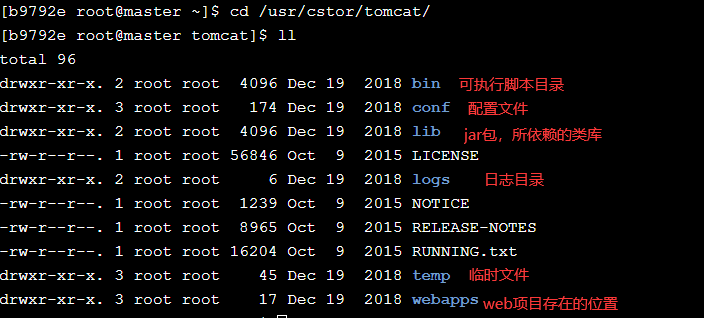 [b9792e root@master ~]$ cd /usr/cstor/tomcat/
[b9792e root@master tomcat]$ ll
total 96
drwxr-xr-x. 2 root root  4096 Dec 19  2018 bin 可执行脚本目录
drwxr-xr-x. 3 root root   174 Dec 19  2018 conf 配置文件
drwxr-xr-x. 2 root root  4096 Dec 19  2018 lib jar包，所依赖的类库
-rw-r--r--. 1 root root 56846 Oct  9  2015 LICENSE
drwxr-xr-x. 2 root root     6 Dec 19  2018 logs 日志目录
-rw-r--r--. 1 root root  1239 Oct  9  2015 NOTICE
-rw-r--r--. 1 root root  8965 Oct  9  2015 RELEASE-NOTES
-rw-r--r--. 1 root root 16204 Oct  9  2015 RUNNING.txt
drwxr-xr-x. 3 root root    45 Dec 19  2018 temp 临时文件
drwxr-xr-x. 3 root root    17 Dec 19  2018 webapps web项目存在的位置